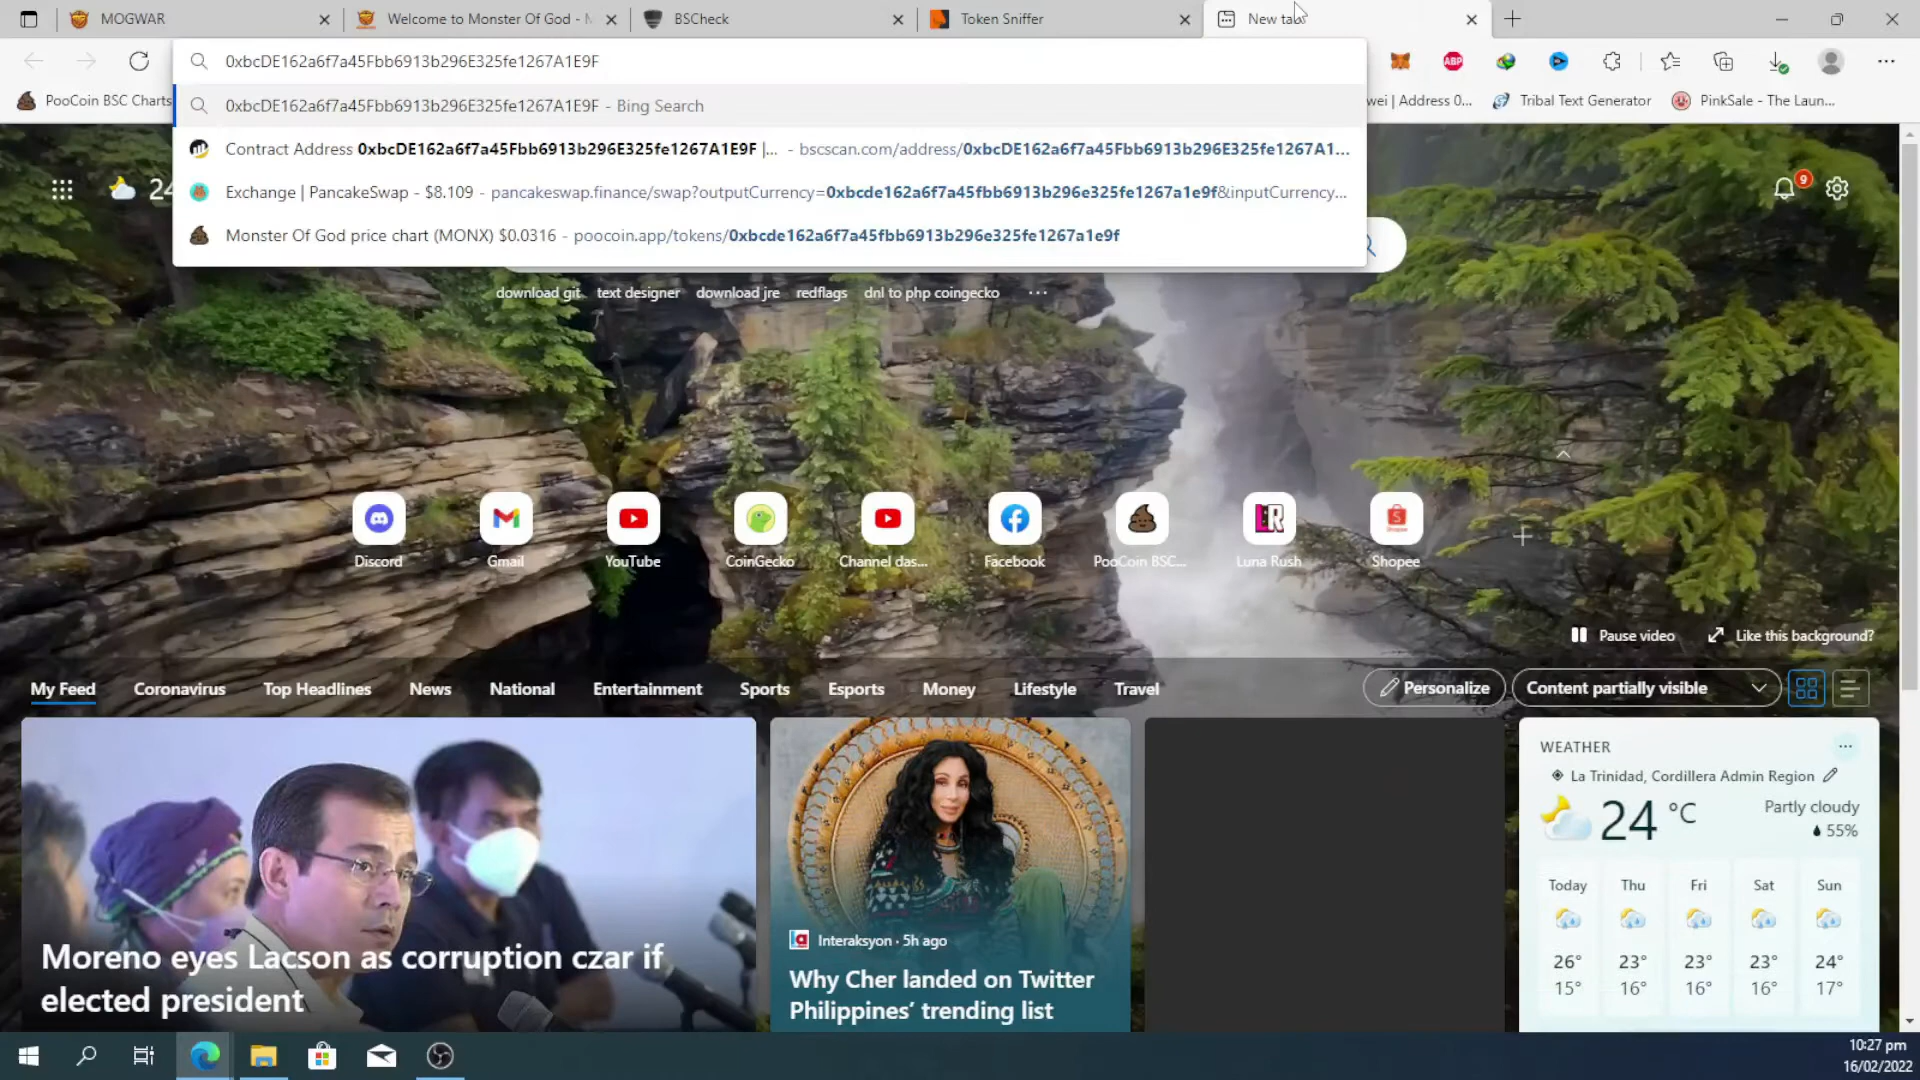 MOGWAR
Welcome to Monster Of God - M
BSCheck
Token Sniffer
New tab
0xbcDE162a6f7a45Fbb6913b296E325fe1267A1E9F
PooCoin BSC Charts
wei | Address 0...
Tribal Text Generator
PinkSale - The Laun...
0xbcDE162a6f7a45Fbb6913b296E325fe1267A1E9F - Bing Search
Contract Address 0xbcDE162a6f7a45Fbb6913b296E325fe1267A1E9F |... - bscscan.com/address/0xbcDE162a6f7a45Fbb6913b296E325fe1267A1...
Exchange | PancakeSwap - $8.109 - pancakeswap.finance/swap?outputCurrency=0xbcde162a6f7a45fbb6913b296e325fe1267a1e9f&inputCurrency...
Monster Of God price chart (MONX) $0.0316 - poocoin.app/tokens/0xbcde162a6f7a45fbb6913b296e325fe1267a1e9f
24
9
download git text designer download jre redflags dnl to php coingecko ...
Discord
Gmail
YouTube
CoinGecko
Channel das...
Facebook
PooCoin BSC...
Luna Rush
Shopee
Pause video
Like this background?
My Feed Coronavirus Top Headlines News National Entertainment Sports Esports Money Lifestyle Travel
Personalize
Content partially visible
Moreno eyes Lacson as corruption czar if
elected president
Interaksyon · 5h ago
Why Cher landed on Twitter
Philippines' trending list
WEATHER
La Trinidad, Cordillera Admin Region
24 °C
Partly cloudy
55%
Today Thu Fri Sat Sun
26° 23° 23° 23° 24°
15° 16° 16° 16° 17°
10:27 pm
16/02/2022